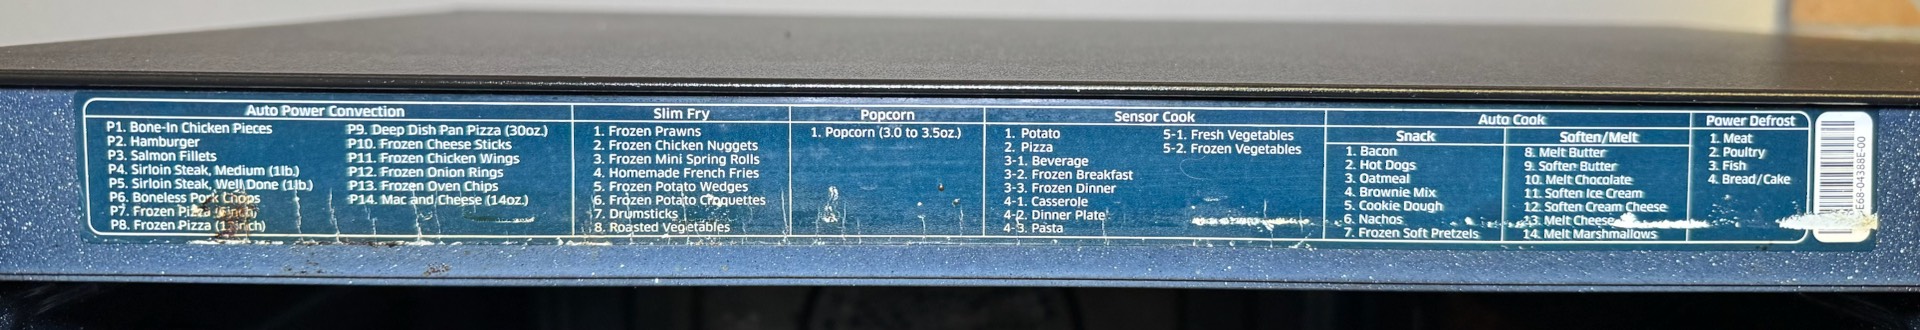 Auto Power Convection
P1. Bone-In Chicken Pieces
P2. Hamburger
P3. Salmon Fillets
P4. Sirloin Steak, Medium (1lb.)
P5. Sirloin Steak, Well Done (1lb.)
P6. Boneless Pork Chops
P7. Frozen Pizza
P8. Frozen Pizza
P9. Deep Dish Pan Pizza (30oz.)
P10. Frozen Cheese Sticks
P11. Frozen Chicken Wings
P12. Frozen Onion Rings
P13. Frozen Oven Chips
P14. Mac and Cheese (14oz.)
Slim Fry
1. Frozen Prawns
2. Frozen Chicken Nuggets
3. Frozen Mini Spring Rolls
4. Homemade French Fries
5. Frozen Potato Wedges
6. Frozen Potato Croquettes
7. Drumsticks
8. Roasted Vegetables
Popcorn
1. Popcorn (3.0 to 3.5oz.)
Sensor Cook
1. Potato
2. Pizza
3-1. Beverage
3-2. Frozen Breakfast
3-3. Frozen Dinner
4-1. Casserole
4-2. Dinner Plate
4-3. Pasta
5-1. Fresh Vegetables
5-2. Frozen Vegetables
Auto Cook
Snack
1. Bacon
2. Hot Dogs
3. Oatmeal
4. Brownie Mix
5. Cookie Dough
6. Nachos
7. Frozen Soft Pretzels
Soften/Melt
8. Melt Butter
9. Soften Butter
10. Melt Chocolate
11. Soften Ice Cream
12. Soften Cream Cheese
13. Melt Cheese
14. Melt Marshmallows
Power Defrost
1. Meat
2. Poultry
3. Fish
4. Bread/Cake